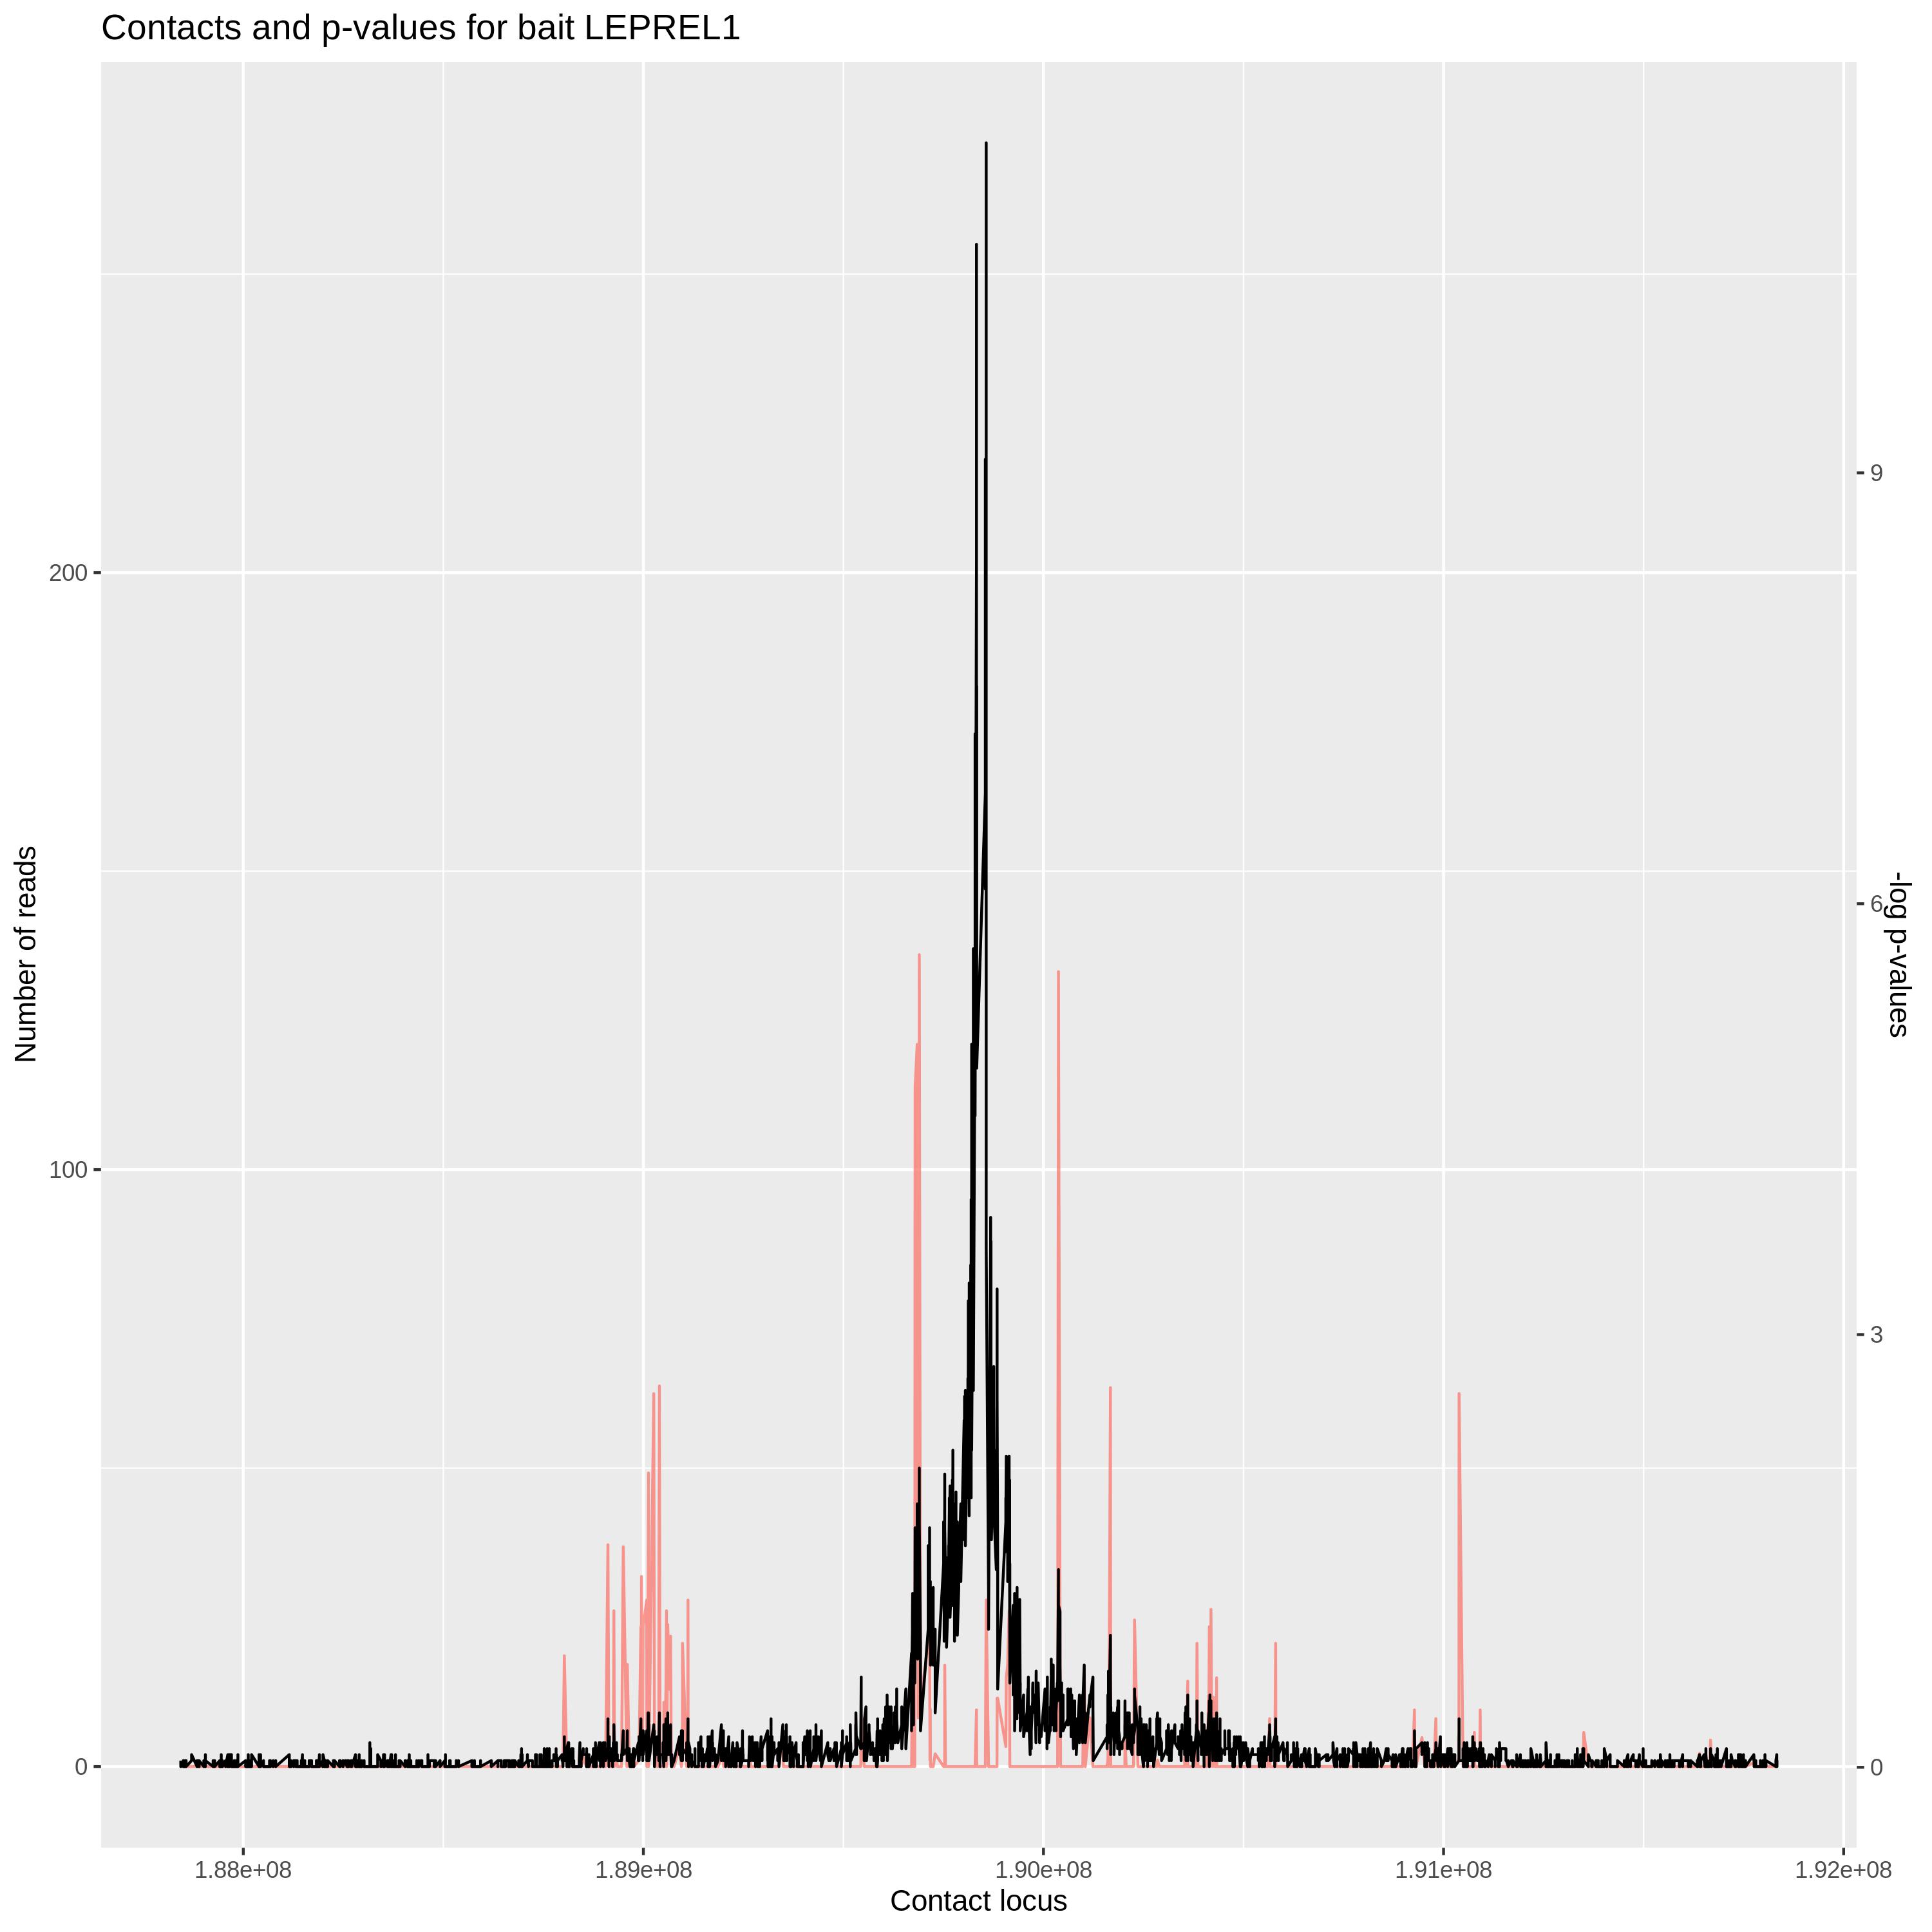 Contacts and p-values for bait LEPREL1
Number of reads
200
100
0
9
6
3
0
-log p-values
1.88e+08
1.89e+08
1.90e+08
1.91e+08
1.92e+08
Contact locus